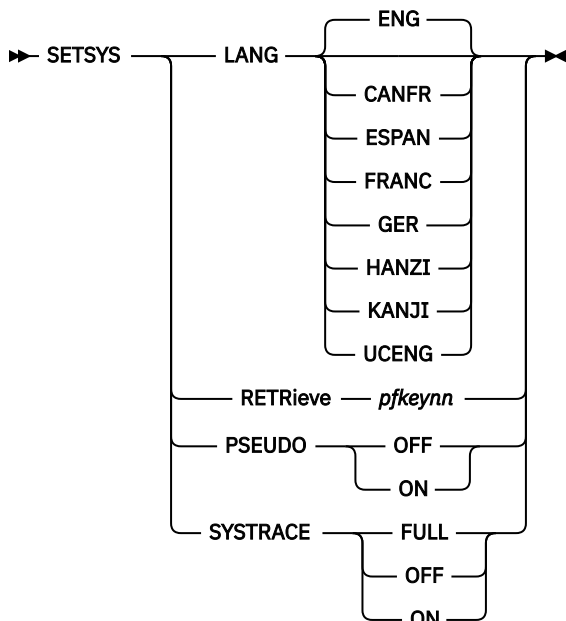 ENG
SETSYS LANG
CANFR
ESPAN
FRANC
GER
HANZI
KANJI
UCENG
RETRieve pfkeynn
PSEUDO OFF
ON
SYSTRACE FULL
OFF
ON